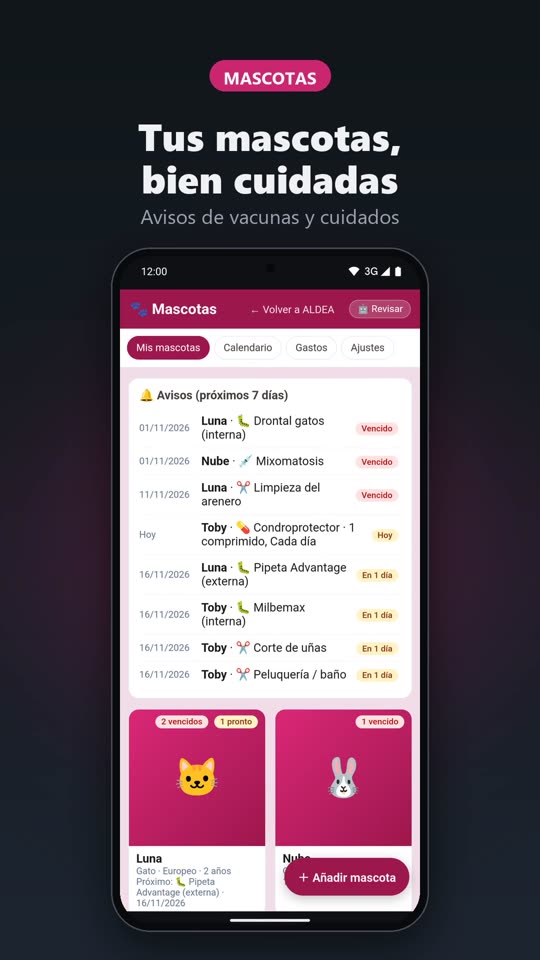 MASCOTAS
Tus mascotas,
bien cuidadas
Avisos de vacunas y cuidados
12:00
3G
🐾 Mascotas
← Volver a ALDEA
🤖 Revisar
Mis mascotas
Calendario
Gastos
Ajustes
🔔 Avisos (próximos 7 días)
01/11/2026 Luna · 🐛 Drontal gatos
(interna)
Vencido
01/11/2026 Nube · 💉 Mixomatosis Vencido
11/11/2026 Luna · ✂️ Limpieza del
arenero
Vencido
Hoy Toby · 💊 Condroprotector · 1
comprimido, Cada día
Hoy
16/11/2026 Luna · 🐛 Pipeta Advantage
(externa)
En 1 día
16/11/2026 Toby · 🐛 Milbemax
(interna)
En 1 día
16/11/2026 Toby · ✂️ Corte de uñas En 1 día
16/11/2026 Toby · ✂️ Peluquería / baño En 1 día
2 vencidos
1 pronto
1 vencido
Luna
Gato · Europeo · 2 años
Próximo: 🐛 Pipeta
Advantage (externa) ·
16/11/2026
Nube
+ Añadir mascota